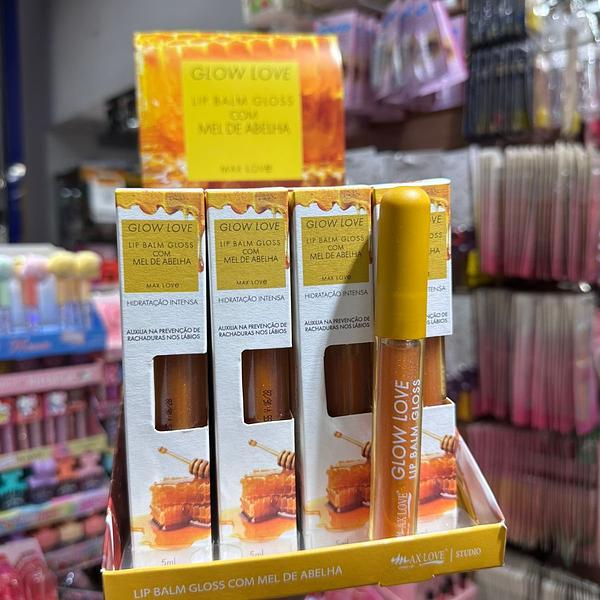 GLOW LOVE
LIP BALM GLOSS
COM
MEL DE ABELHA
MAX LOVE
GLOW LOVE
LIP BALM GLOSS
COM
MEL DE ABELHA
MAX LOVE
HIDRATAÇÃO INTENSA
AUXILIA NA PREVENÇÃO DE
RACHADURAS NOS LÁBIOS
5ml
GLOW LOVE
LIP BALM GLOSS
COM
MEL DE ABELHA
MAX LOVE
HIDRATAÇÃO INTENSA
AUXILIA NA PREVENÇÃO DE
RACHADURAS NOS LÁBIOS
5ml
GLOW LOVE
LIP BALM GLOSS
COM
MEL DE ABELHA
MAX LOVE
HIDRATAÇÃO INTENSA
AUXILIA NA PREVENÇÃO DE
RACHADURAS NOS LÁBIOS
GLOW LOVE
LIP BALM GLOSS
MAX LOVE
LIP BALM GLOSS COM MEL DE ABELHA
MAX LOVE | STUDIO